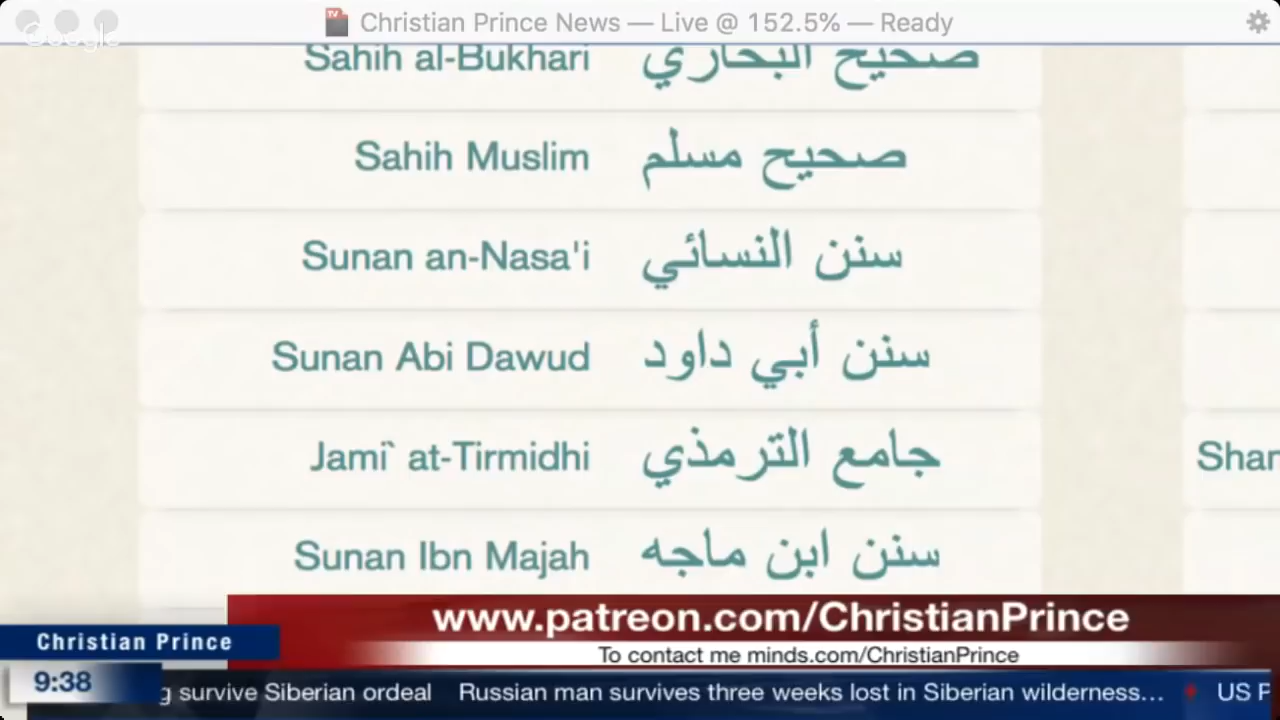 Christian Prince News — Live @ 152.5% — Ready
Google
Sahih al-Bukhari صحيح البخاري
Sahih Muslim صحيح مسلم
Sunan an-Nasa'i سنن النسائي
Sunan Abi Dawud سنن أبي داود
Jami` at-Tirmidhi جامع الترمذي
Shar
Sunan Ibn Majah سنن ابن ماجه
www.patreon.com/ChristianPrince
Christian Prince
To contact me minds.com/ChristianPrince
9:38
g survive Siberian ordeal Russian man survives three weeks lost in Siberian wilderness... US F